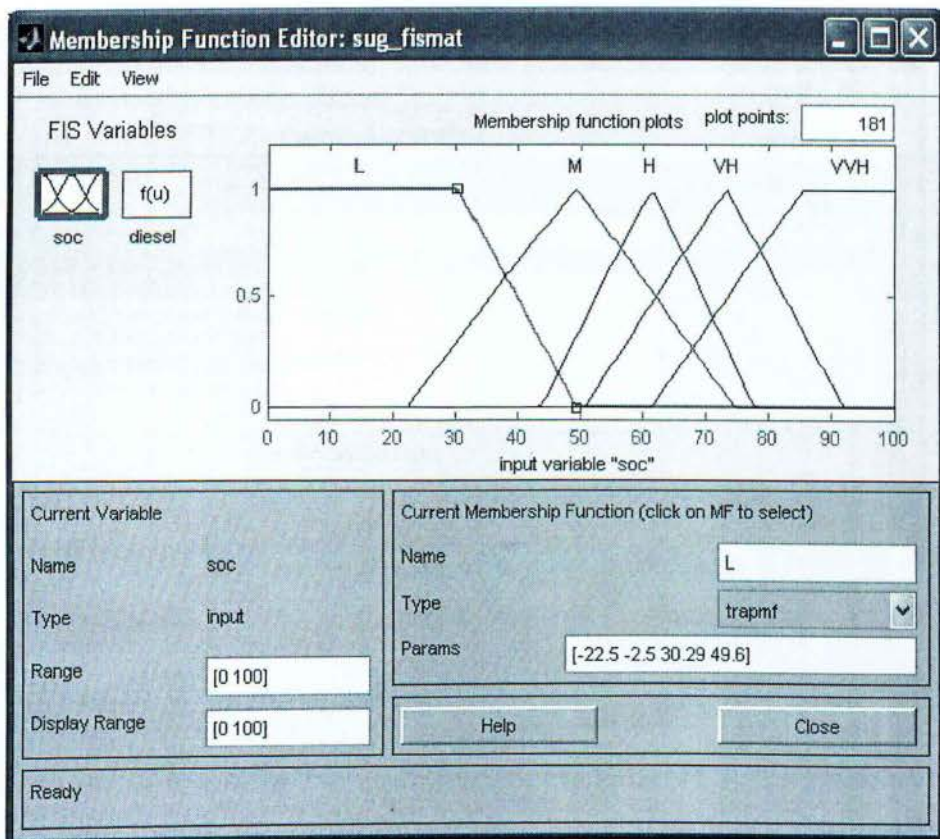 Membership Function Editor: sug_fismat
File Edit View
FIS Variables
f(u)
soc diesel
Membership function plots plot points: 181
L M H VH VVH
1
0.5
0
0 10 20 30 40 50 60 70 80 90 100
input variable "soc"
Current Variable
Name soc
Type input
Range [0 100]
Display Range [0 100]
Current Membership Function (click on MF to select)
Name L
Type trapmf
Params [-22.5 -2.5 30.29 49.6]
Help Close
Ready